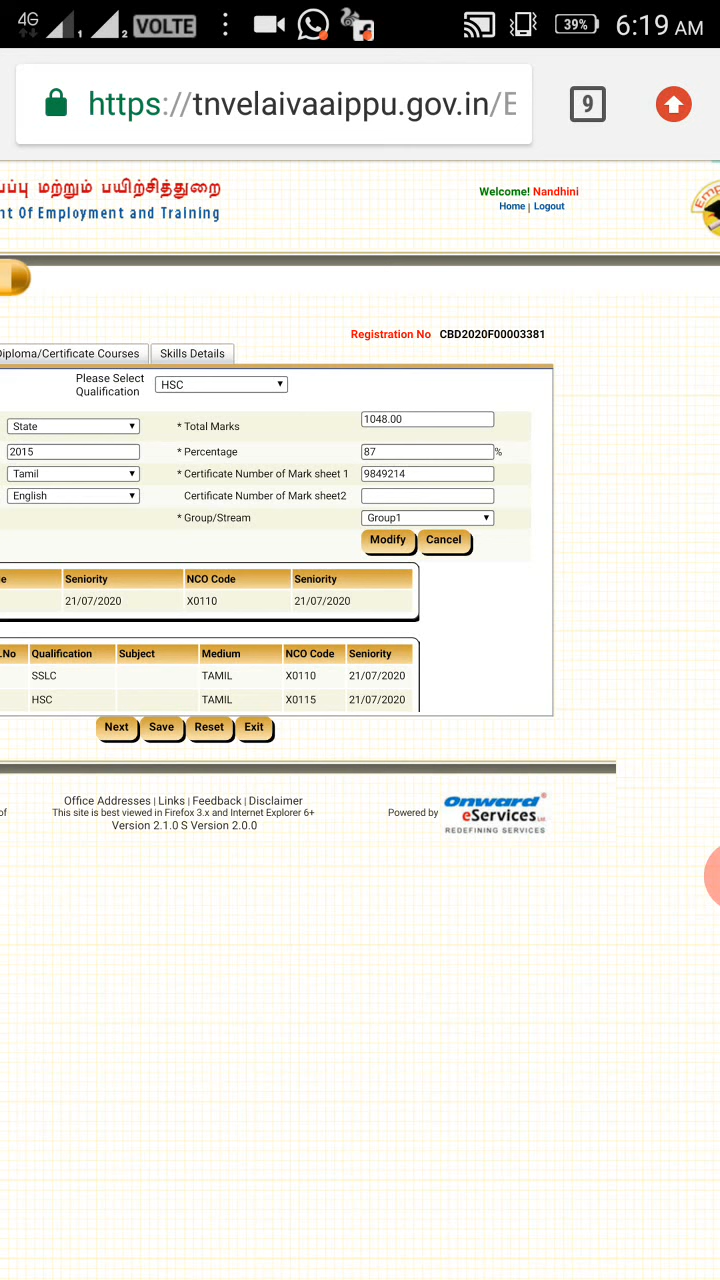 4G 1 2 VOLTE 39% 6:19 AM
https://tnvelaivaaippu.gov.in/E 9
ப்பு மற்றும் பயிற்சித்துறை
nt Of Employment and Training
Welcome! Nandhini
Home | Logout
Registration No CBD2020F00003381
Diploma/Certificate Courses Skills Details
Please Select Qualification HSC
State * Total Marks 1048.00
2015 * Percentage 87 %
Tamil * Certificate Number of Mark sheet 1 9849214
English Certificate Number of Mark sheet2
* Group/Stream Group1
Modify Cancel
e Seniority NCO Code Seniority
21/07/2020 X0110 21/07/2020
.No Qualification Subject Medium NCO Code Seniority
SSLC TAMIL X0110 21/07/2020
HSC TAMIL X0115 21/07/2020
Next Save Reset Exit
Office Addresses | Links | Feedback | Disclaimer
of This site is best viewed in Firefox 3.x and Internet Explorer 6+ Powered by
Version 2.1.0 S Version 2.0.0
Onward
eServices Ltd
REDEFINING SERVICES